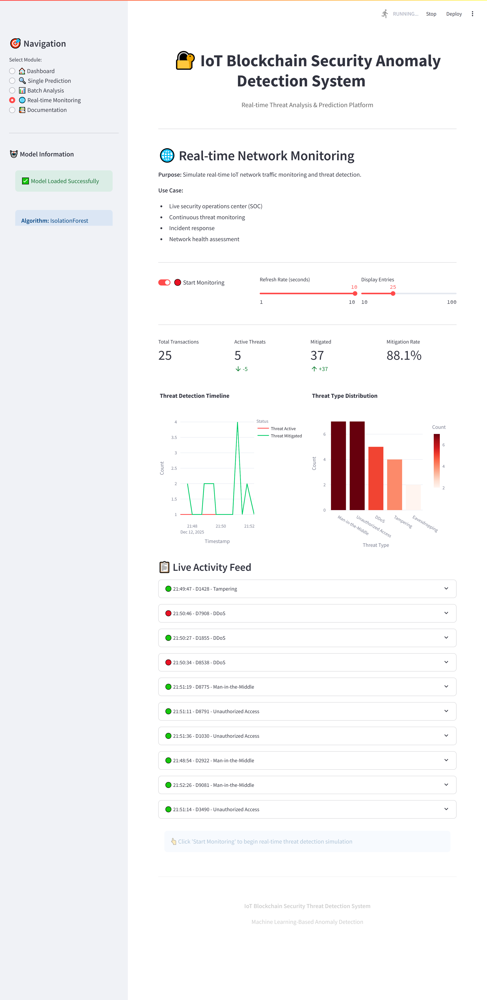 RUNNING...
Stop
Deploy
Navigation
Select Module:
Dashboard
Single Prediction
Batch Analysis
Real-time Monitoring
Documentation
Model Information
Model Loaded Successfully
Algorithm: IsolationForest
IoT Blockchain Security Anomaly
Detection System
Real-time Threat Analysis & Prediction Platform
Real-time Network Monitoring
Purpose: Simulate real-time IoT network traffic monitoring and threat detection.
Use Case:
• Live security operations center (SOC)
• Continuous threat monitoring
• Incident response
• Network health assessment
Start Monitoring
Refresh Rate (seconds)
10
1
10
Display Entries
25
10
100
Total Transactions
25
Active Threats
5
-5
Mitigated
37
+37
Mitigation Rate
88.1%
Threat Detection Timeline
Count
4
3.5
3
2.5
2
1.5
1
21:48
Dec 12, 2025
21:50
21:52
Timestamp
Status
Threat Active
Threat Mitigated
Threat Type Distribution
Count
6
4
2
0
Man-in-the-Middle
Unauthorized Access
DDoS
Tampering
Eavesdropping
Threat Type
Count
6
4
2
Live Activity Feed
21:49:47 - D1428 - Tampering
21:50:46 - D7908 - DDoS
21:50:27 - D1855 - DDoS
21:50:34 - D8538 - DDoS
21:51:19 - D8775 - Man-in-the-Middle
21:51:11 - D8791 - Unauthorized Access
21:51:36 - D1030 - Unauthorized Access
21:48:54 - D2922 - Man-in-the-Middle
21:52:26 - D9081 - Man-in-the-Middle
21:51:14 - D3490 - Unauthorized Access
Click 'Start Monitoring' to begin real-time threat detection simulation
IoT Blockchain Security Threat Detection System
Machine Learning-Based Anomaly Detection